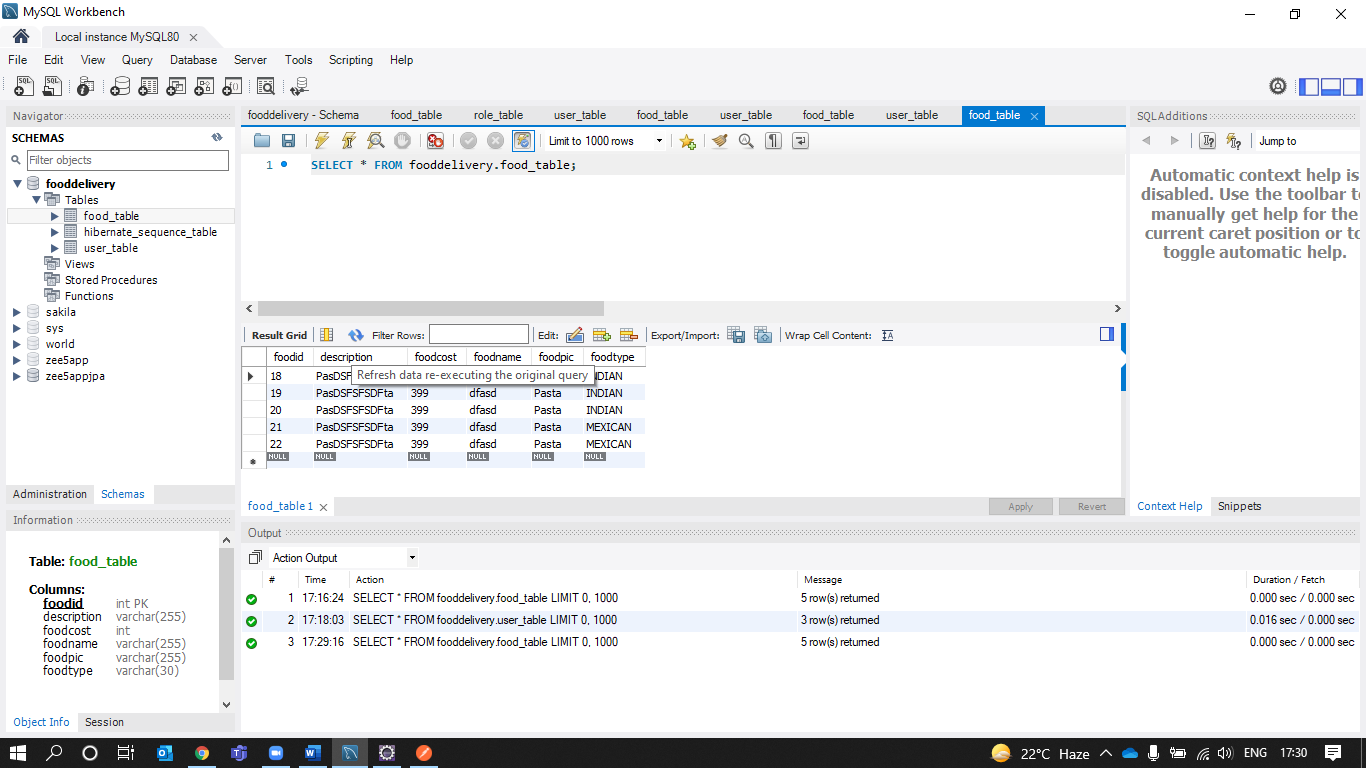 MySQL Workbench
Local instance MySQL80
File Edit View Query Database Server Tools Scripting Help
Navigator
SCHEMAS
Filter objects
fooddelivery
Tables
food_table
hibernate_sequence_table
user_table
Views
Stored Procedures
Functions
sakila
sys
world
zee5app
zee5appjpa
Administration Schemas
Information
Table: food_table
Columns:
foodid int PK
description varchar(255)
foodcost int
foodname varchar(255)
foodpic varchar(255)
foodtype varchar(30)
Object Info Session
fooddelivery - Schema food_table role_table user_table food_table user_table food_table user_table food_table
Limit to 1000 rows
1 SELECT * FROM fooddelivery.food_table;
Result Grid Filter Rows: Edit: Export/Import: Wrap Cell Content:
foodid description foodcost foodname foodpic foodtype
18 PasDSF NDIAN
Refresh data re-executing the original query
19 PasDSFSFSDFta 399 dfasd Pasta INDIAN
20 PasDSFSFSDFta 399 dfasd Pasta INDIAN
21 PasDSFSFSDFta 399 dfasd Pasta MEXICAN
22 PasDSFSFSDFta 399 dfasd Pasta MEXICAN
NULL NULL NULL NULL NULL NULL
food_table 1
Apply Revert
SQLAdditions
Jump to
Automatic context help is
disabled. Use the toolbar to
manually get help for the
current caret position or to
toggle automatic help.
Context Help Snippets
Output
Action Output
# Time Action Message Duration / Fetch
1 17:16:24 SELECT * FROM fooddelivery.food_table LIMIT 0, 1000 5 row(s) returned 0.000 sec / 0.000 sec
2 17:18:03 SELECT * FROM fooddelivery.user_table LIMIT 0, 1000 3 row(s) returned 0.016 sec / 0.000 sec
3 17:29:16 SELECT * FROM fooddelivery.food_table LIMIT 0, 1000 5 row(s) returned 0.000 sec / 0.000 sec
22°C Haze ENG 17:30